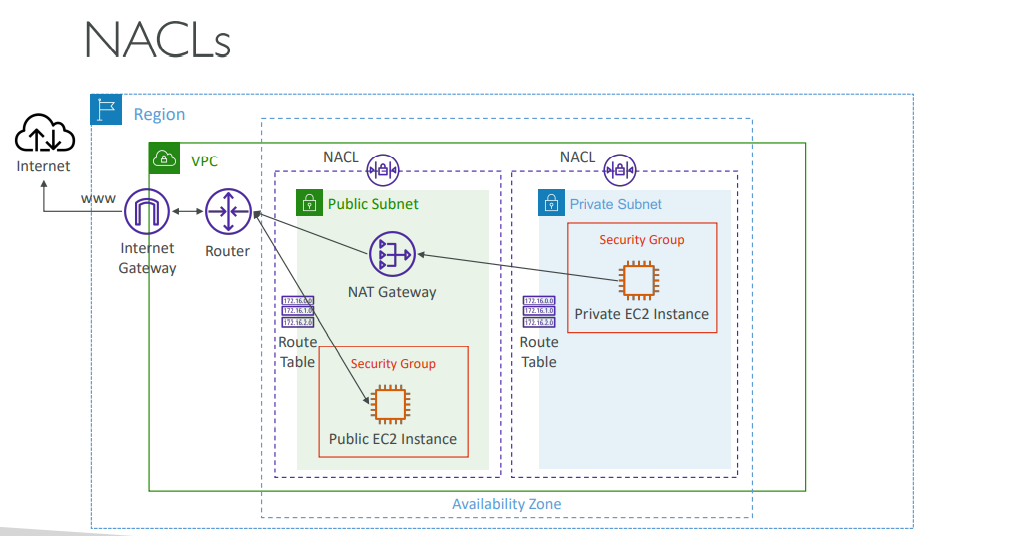 NACLs
Region
Internet
VPC
www
Internet
Gateway
Router
NACL
Public Subnet
NAT Gateway
172.16.0.0
172.16.1.0
172.16.2.0
Route
Table
Security Group
Public EC2 Instance
NACL
Private Subnet
Security Group
Private EC2 Instance
172.16.0.0
172.16.1.0
172.16.2.0
Route
Table
Availability Zone